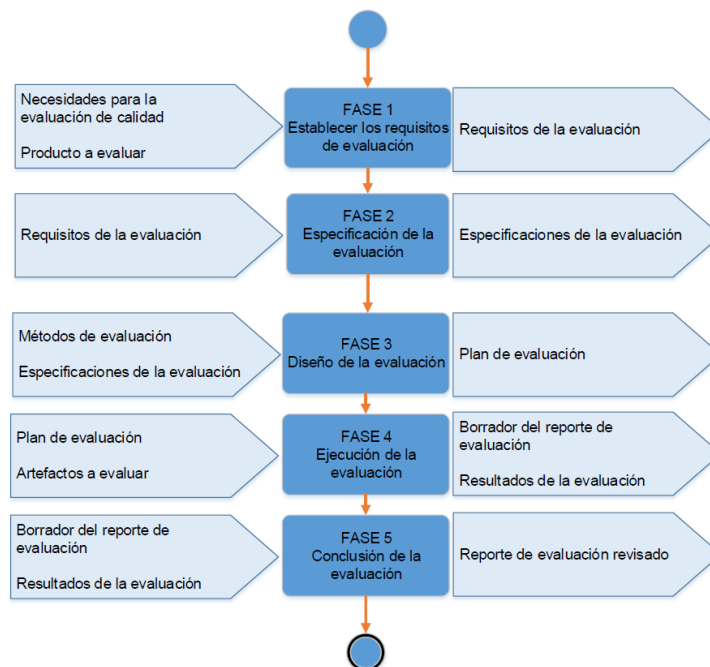 Necesidades para la
evaluación de calidad
Producto a evaluar
FASE 1
Establecer los requisitos
de evaluación
Requisitos de la evaluación
Requisitos de la evaluación
FASE 2
Especificación de la
evaluación
Especificaciones de la evaluación
Métodos de evaluación
Especificaciones de la evaluación
FASE 3
Diseño de la evaluación
Plan de evaluación
Plan de evaluación
Artefactos a evaluar
FASE 4
Ejecución de la
evaluación
Borrador del reporte de
evaluación
Resultados de la evaluación
Borrador del reporte de
evaluación
Resultados de la evaluación
FASE 5
Conclusión de la
evaluación
Reporte de evaluación revisado